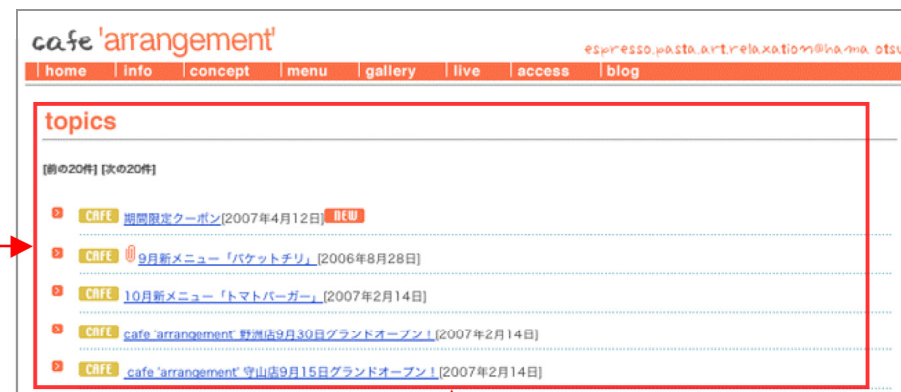 cafe 'arrangement'
espresso.pasta.art.relaxation@hama otsu
home info concept menu gallery live access blog
topics
[前の20件] [次の20件]
CAFE 期間限定クーポン[2007年4月12日] NEW
CAFE 9月新メニュー「バケットチリ」[2006年8月28日]
CAFE 10月新メニュー「トマトバーガー」[2007年2月14日]
CAFE cafe 'arrangement' 野洲店9月30日グランドオープン！[2007年2月14日]
CAFE cafe 'arrangement' 守山店9月15日グランドオープン！[2007年2月14日]